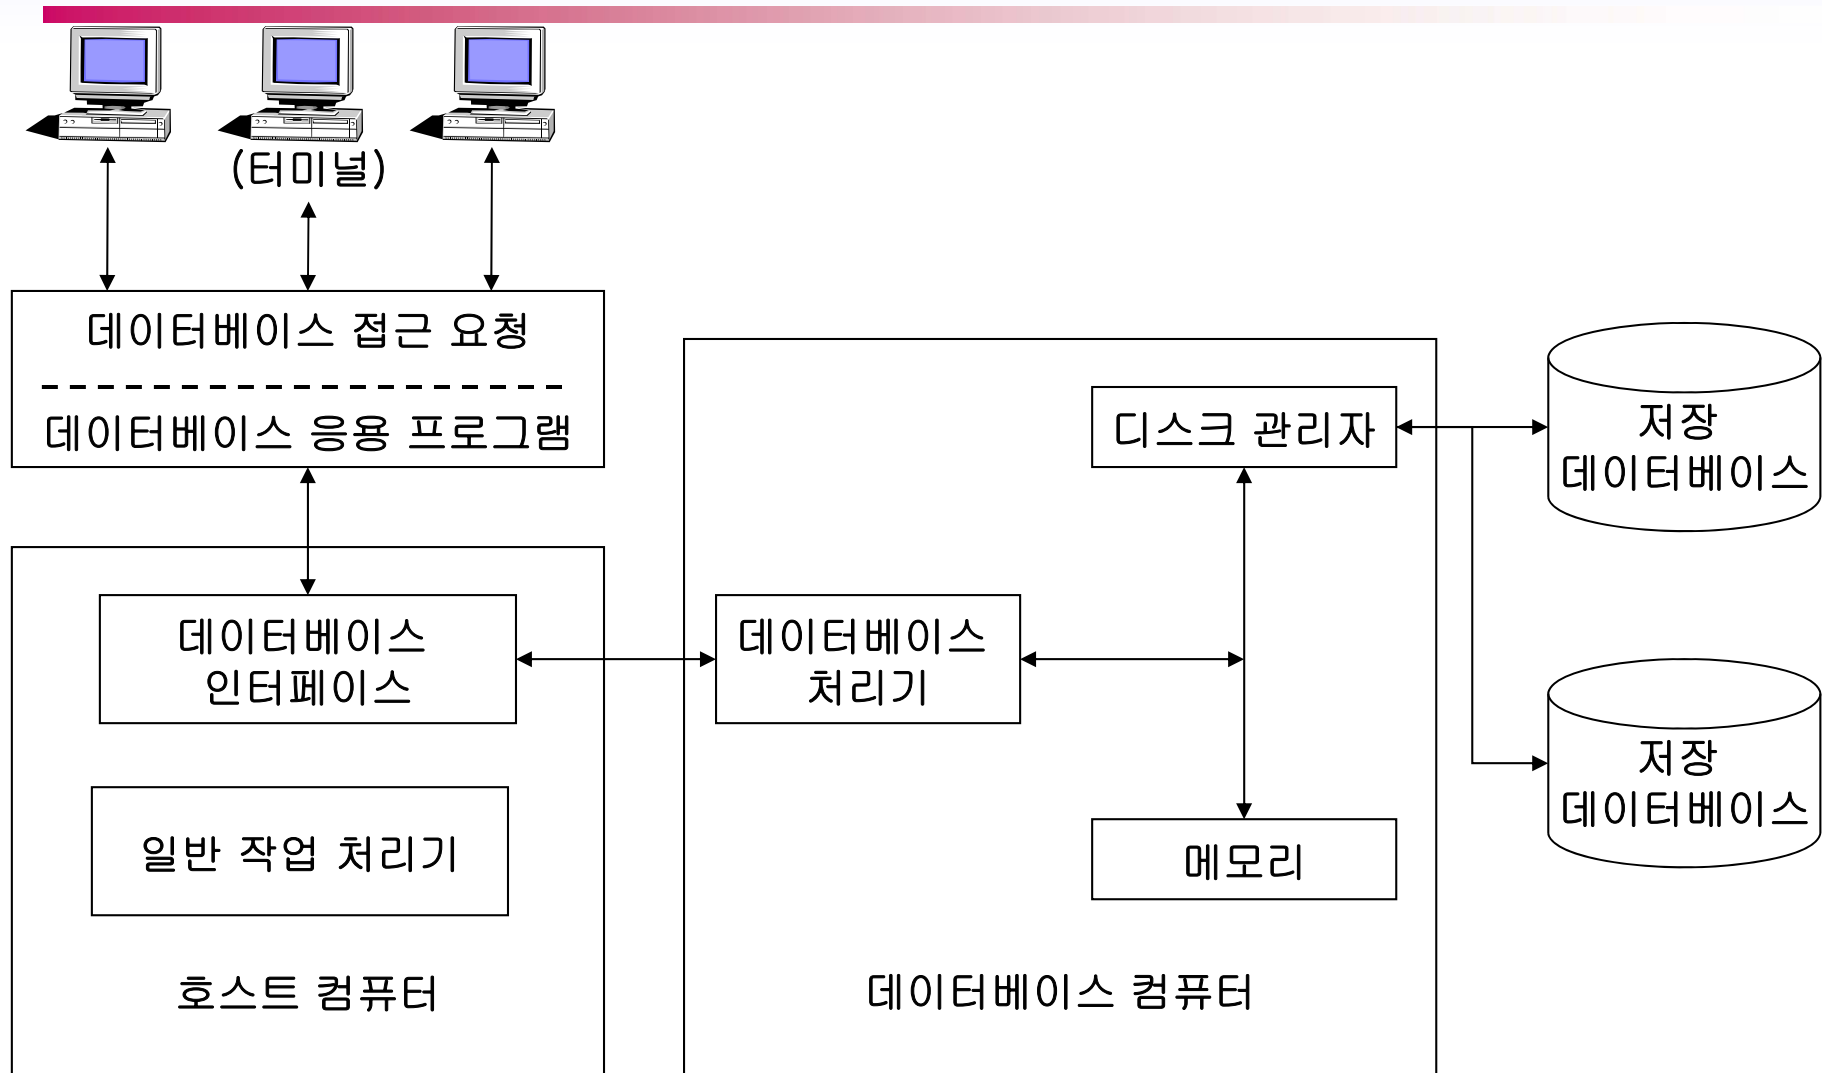 (터미널)
데이터베이스 접근 요청
데이터베이스 응용 프로그램
데이터베이스
인터페이스
일반 작업 처리기
호스트 컴퓨터
디스크 관리자
데이터베이스
처리기
메모리
데이터베이스 컴퓨터
저장
데이터베이스
저장
데이터베이스